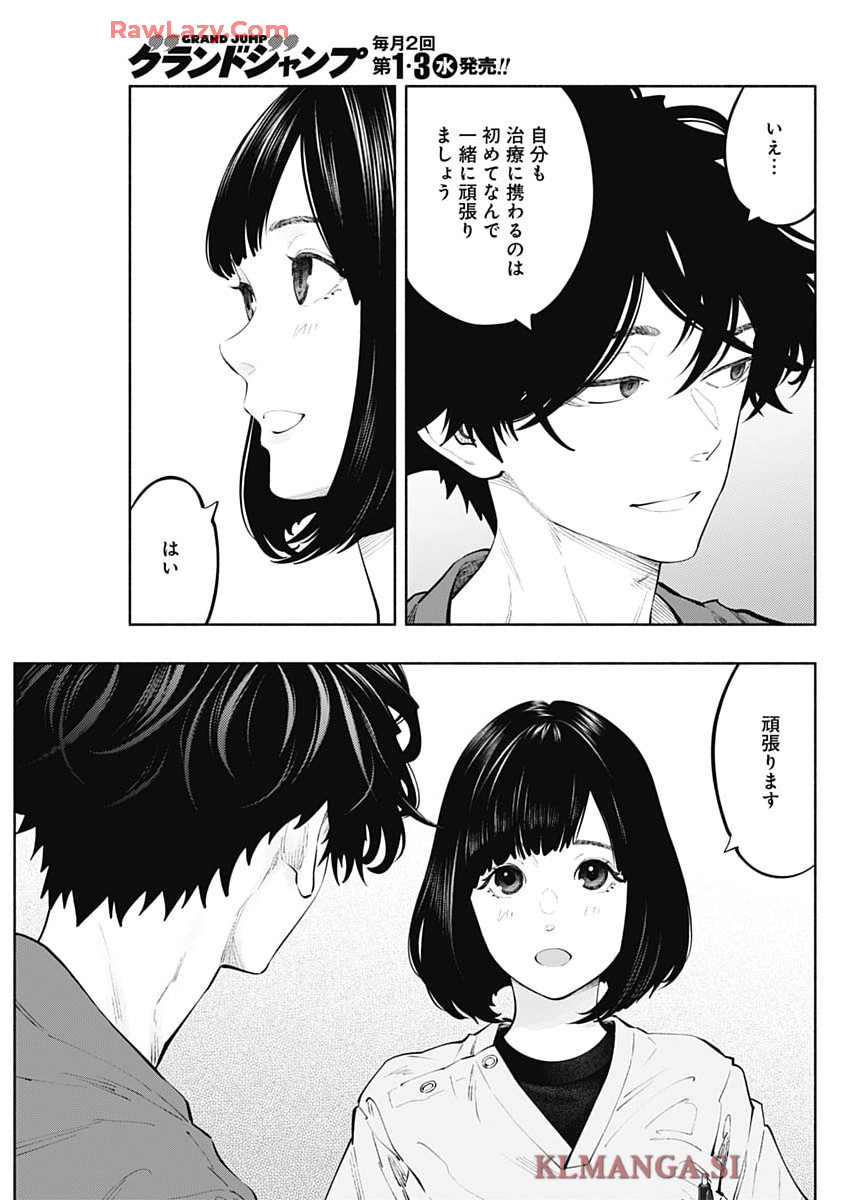 RawLazy.Com
GRAND JUMP
グランドジャンプ
毎月2回
第1・3水発売!!
いえ…
自分も
治療に携わるのは
初めてなんで
一緒に頑張り
ましょう
はい
頑張ります
KLMANGA.SI